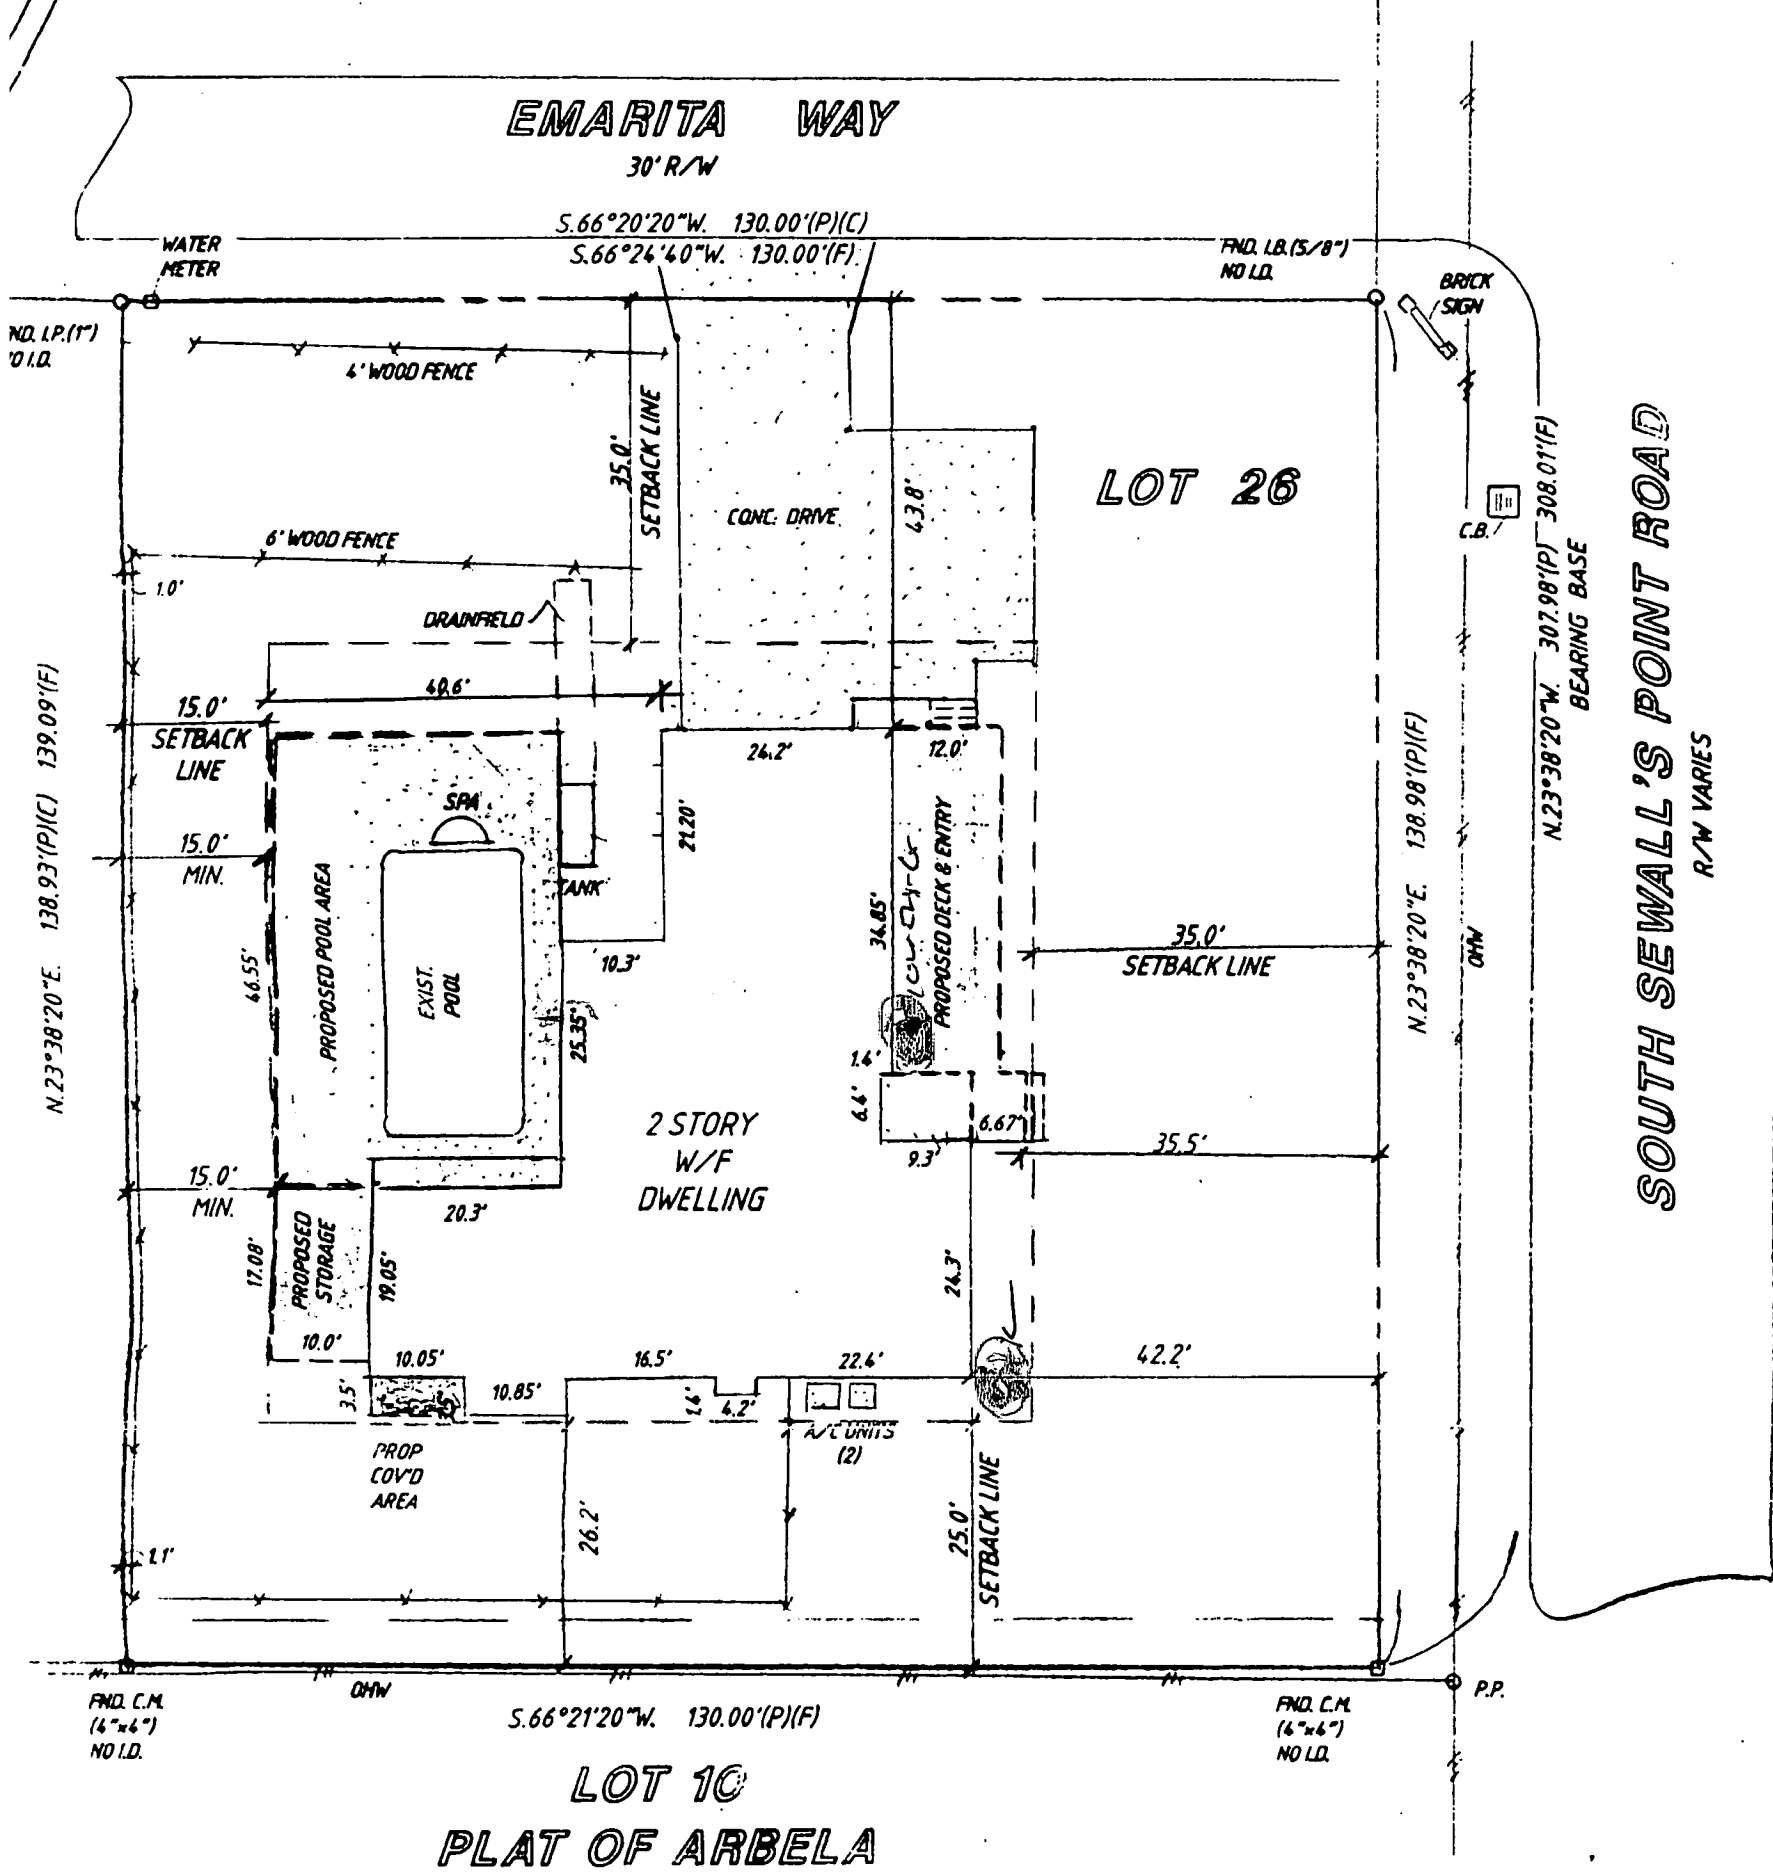 EMARITA WAY
30' R/W
S.66°20'20"W. 130.00'(P)(C)
S.66°24'40"W. 130.00'(F)
WATER
METER
FND. I.B.(5/8")
NO I.D.
BRICK
SIGN
ND. I.P.(1")
O I.D.
4' WOOD FENCE
35.0'
SETBACK LINE
CONC. DRIVE
43.8'
LOT 26
C.B.
6' WOOD FENCE
1.0'
DRAINFIELD
40.6'
15.0'
SETBACK
LINE
24.2'
12.0'
SPA
21.20'
15.0'
MIN.
TANK
PROPOSED POOL AREA
EXIST.
POOL
46.55'
10.3'
25.35'
34.85'
PROPOSED DECK & ENTRY
35.0'
SETBACK LINE
1.4'
6.4'
6.67'
9.3'
35.5'
2 STORY
W/F
DWELLING
15.0'
MIN.
20.3'
17.08'
PROPOSED
STORAGE
19.05'
10.0'
24.3'
10.05'
16.5'
22.4'
42.2'
3.5'
10.85'
1.4'
4.2'
A/C UNITS
(2)
PROP
COV'D
AREA
26.2'
25.0'
SETBACK LINE
1.1'
N.23°38'20"E. 138.93'(P)(C) 139.09'(F)
N.23°38'20"E. 138.98'(P)(F)
OHW
N.23°38'20"W. 307.98'(P) 308.01'(F)
BEARING BASE
SOUTH SEWALL'S POINT ROAD
R/W VARIES
OHW
P.P.
FND. C.M.
(4"x4")
NO I.D.
S.66°21'20"W. 130.00'(P)(F)
FND. C.M.
(4"x4")
NO I.D.
LOT 10
PLAT OF ARBELA